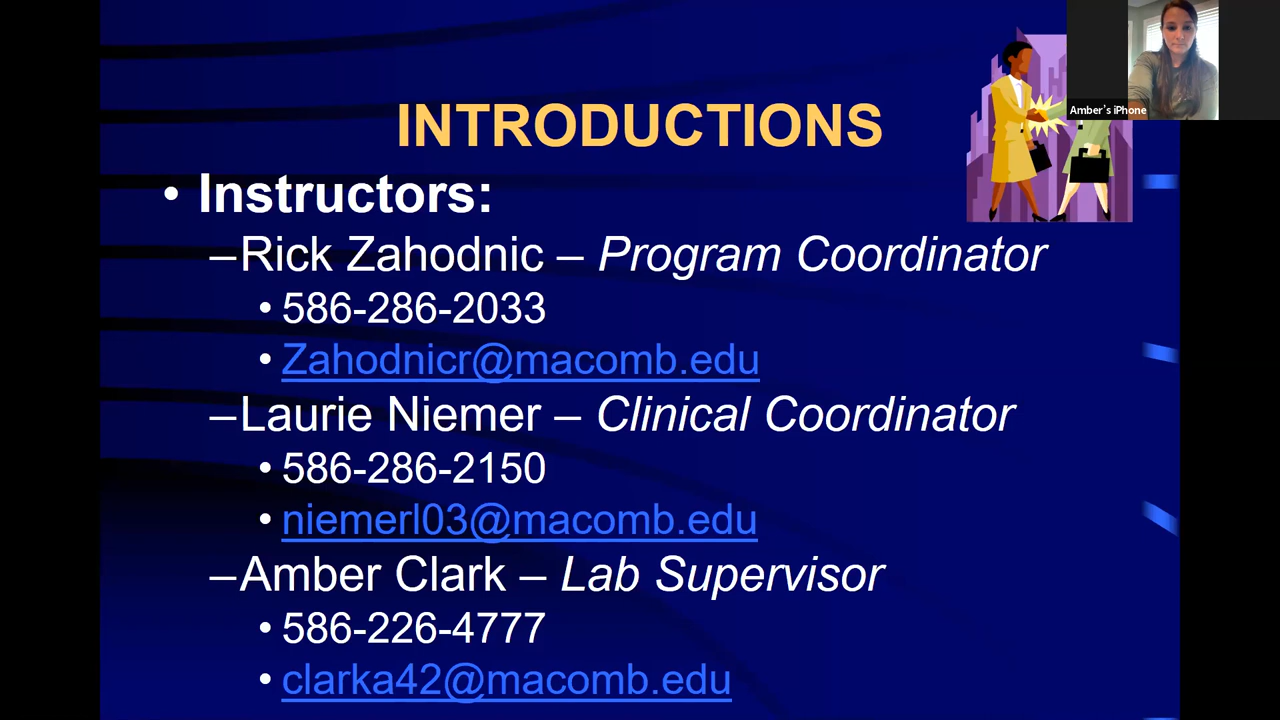 Amber's iPhone
INTRODUCTIONS
• Instructors:
–Rick Zahodnic – Program Coordinator
• 586-286-2033
• Zahodnicr@macomb.edu
–Laurie Niemer – Clinical Coordinator
• 586-286-2150
• niemerl03@macomb.edu
–Amber Clark – Lab Supervisor
• 586-226-4777
• clarka42@macomb.edu